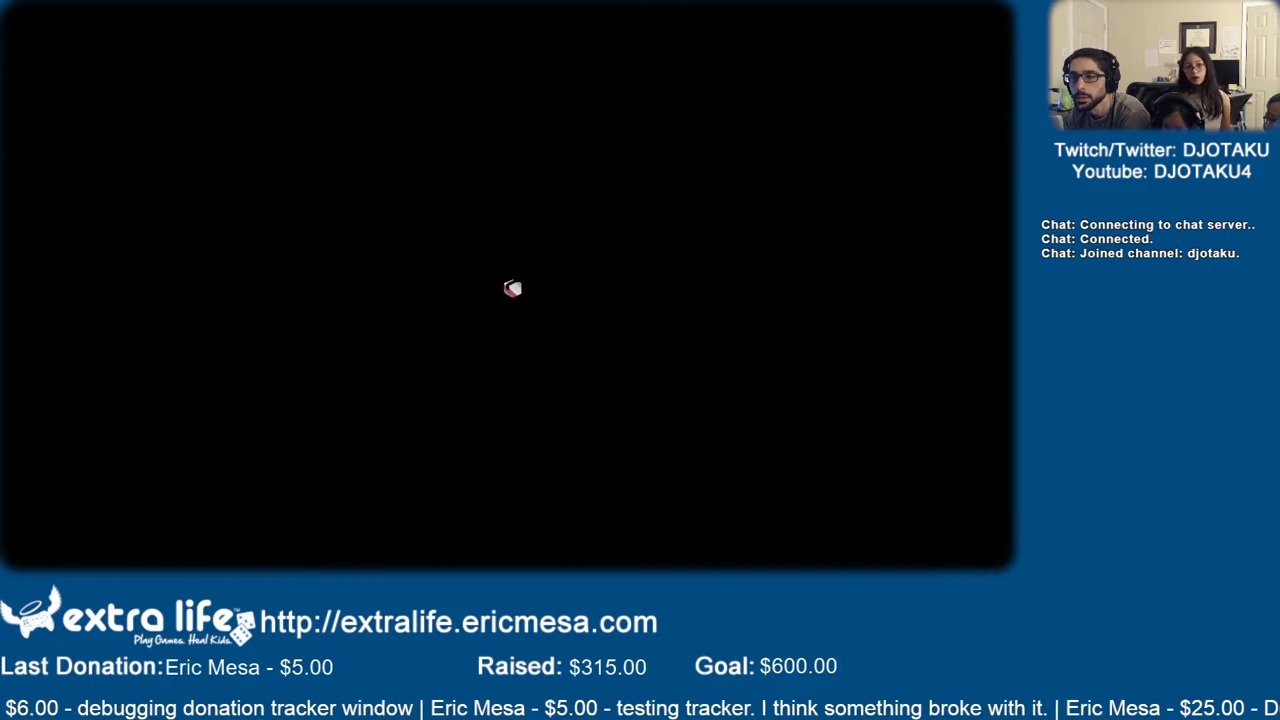 Twitch/Twitter: DJOTAKU
Youtube: DJOTAKU4
Chat: Connecting to chat server..
Chat: Connected.
Chat: Joined channel: djotaku.
extra life
Play Games. Heal Kids.
http://extralife.ericmesa.com
Last Donation: Eric Mesa - $5.00 Raised: $315.00 Goal: $600.00
$6.00 - debugging donation tracker window | Eric Mesa - $5.00 - testing tracker. I think something broke with it. | Eric Mesa - $25.00 - D